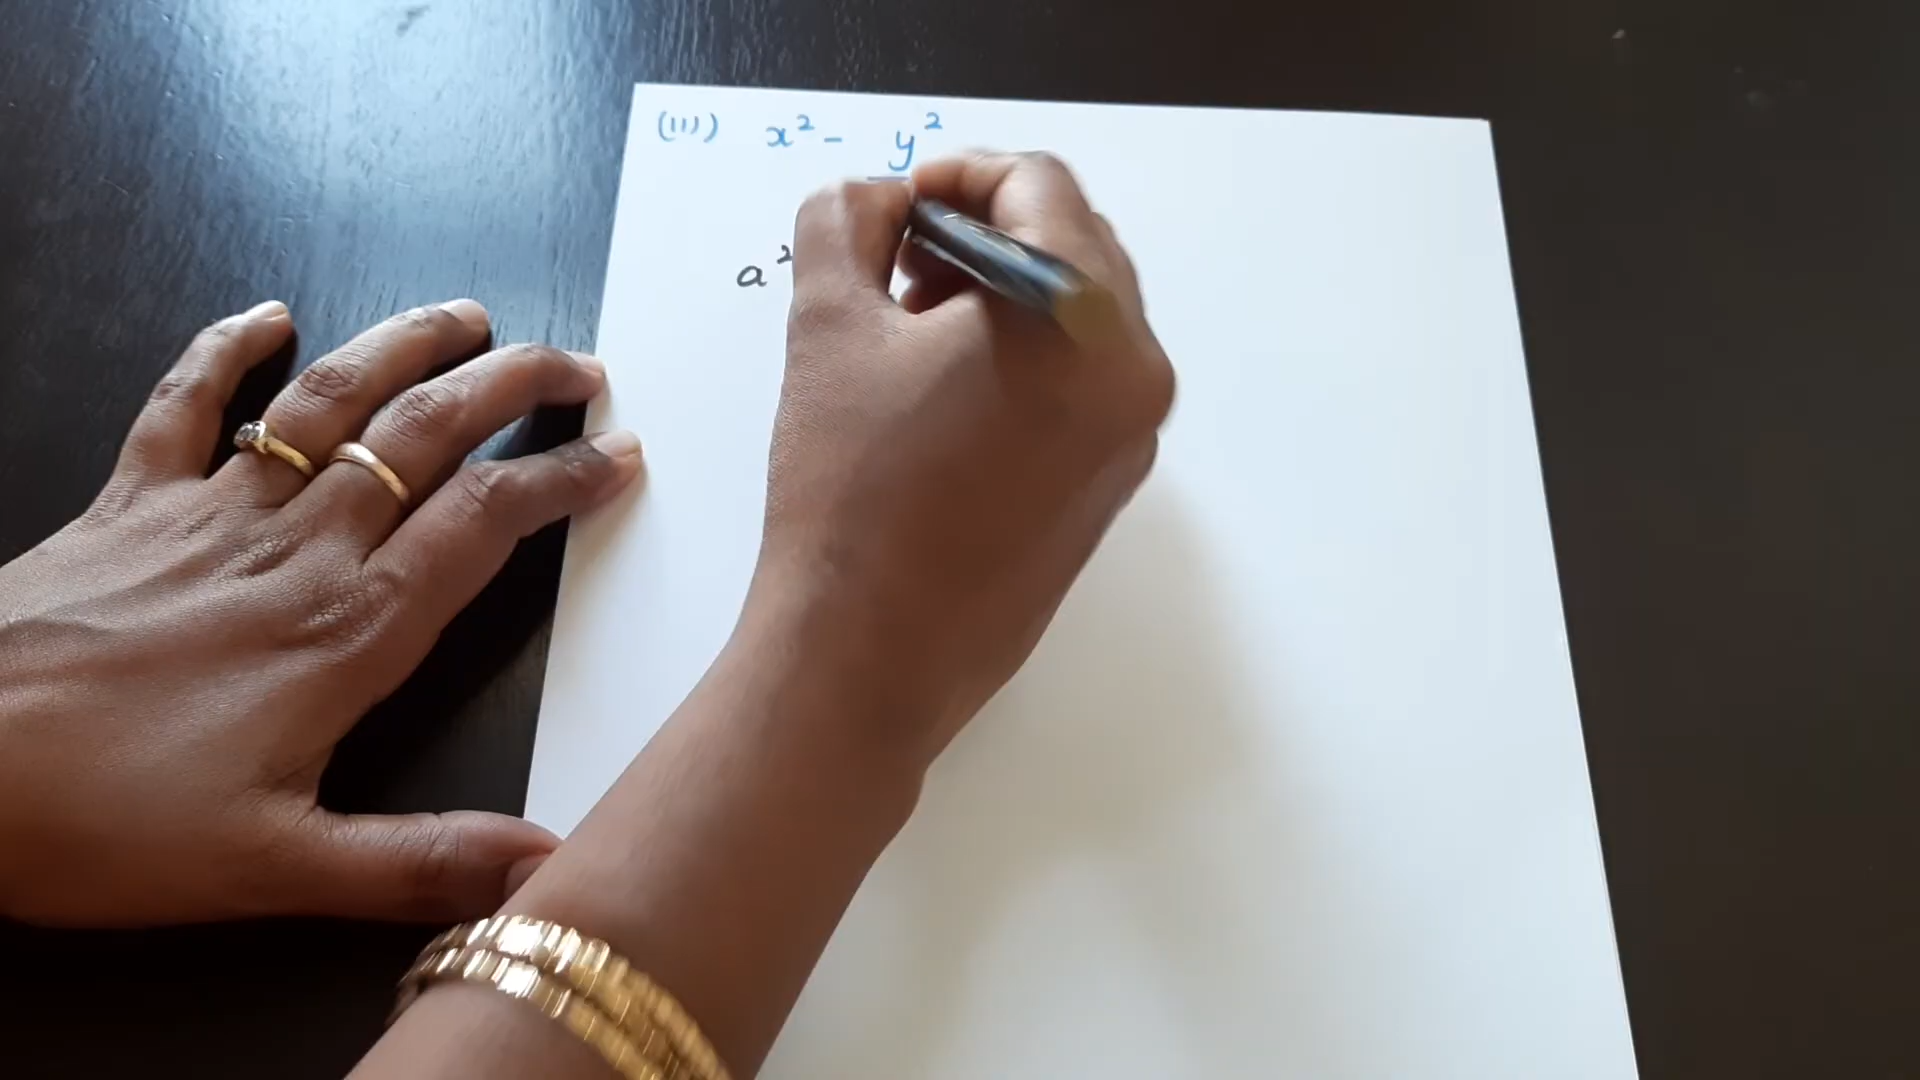 (iii) x² - y²
a²